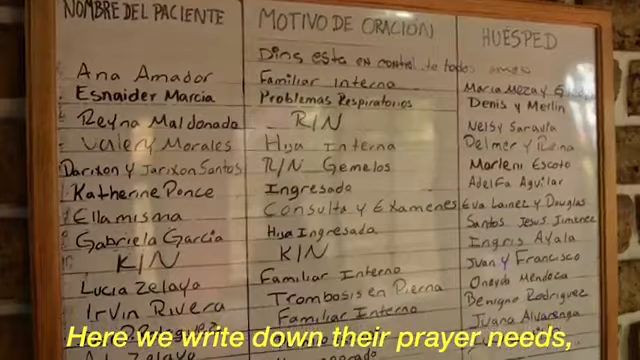 NOMBRE DEL PACIENTE MOTIVO DE ORACION HUÉSPED
Dios esta en control de todos
Ana Amador Familiar Interno Maria Meza y
Esnaider Marcia Problemas Respiratorios Denis y Merlin
Reyna Maldonado R/N Nelsy Saravia
Valery Morales Hija Interna Delmer y
Darixon y Jarixon Santos R/N Gemelos Marleni Escoto
Katherine Ponce Ingresada Adelfa Aguilar
Ella misma Consulta y Examenes Eva Lainez y Douglas
Gabriela Garcia Hija Ingresada Santos Jesus Jimenez
R/N R/N Ingris Ayala
Lucia Zelaya Familiar Interno Juan y Francisco
Irvin Rivera Trombosis en Pierna Oneyda Mendoza
Familiar Interno Benigno Rodriguez
Juana Alvarenga
Zelaya
Here we write down their prayer needs,